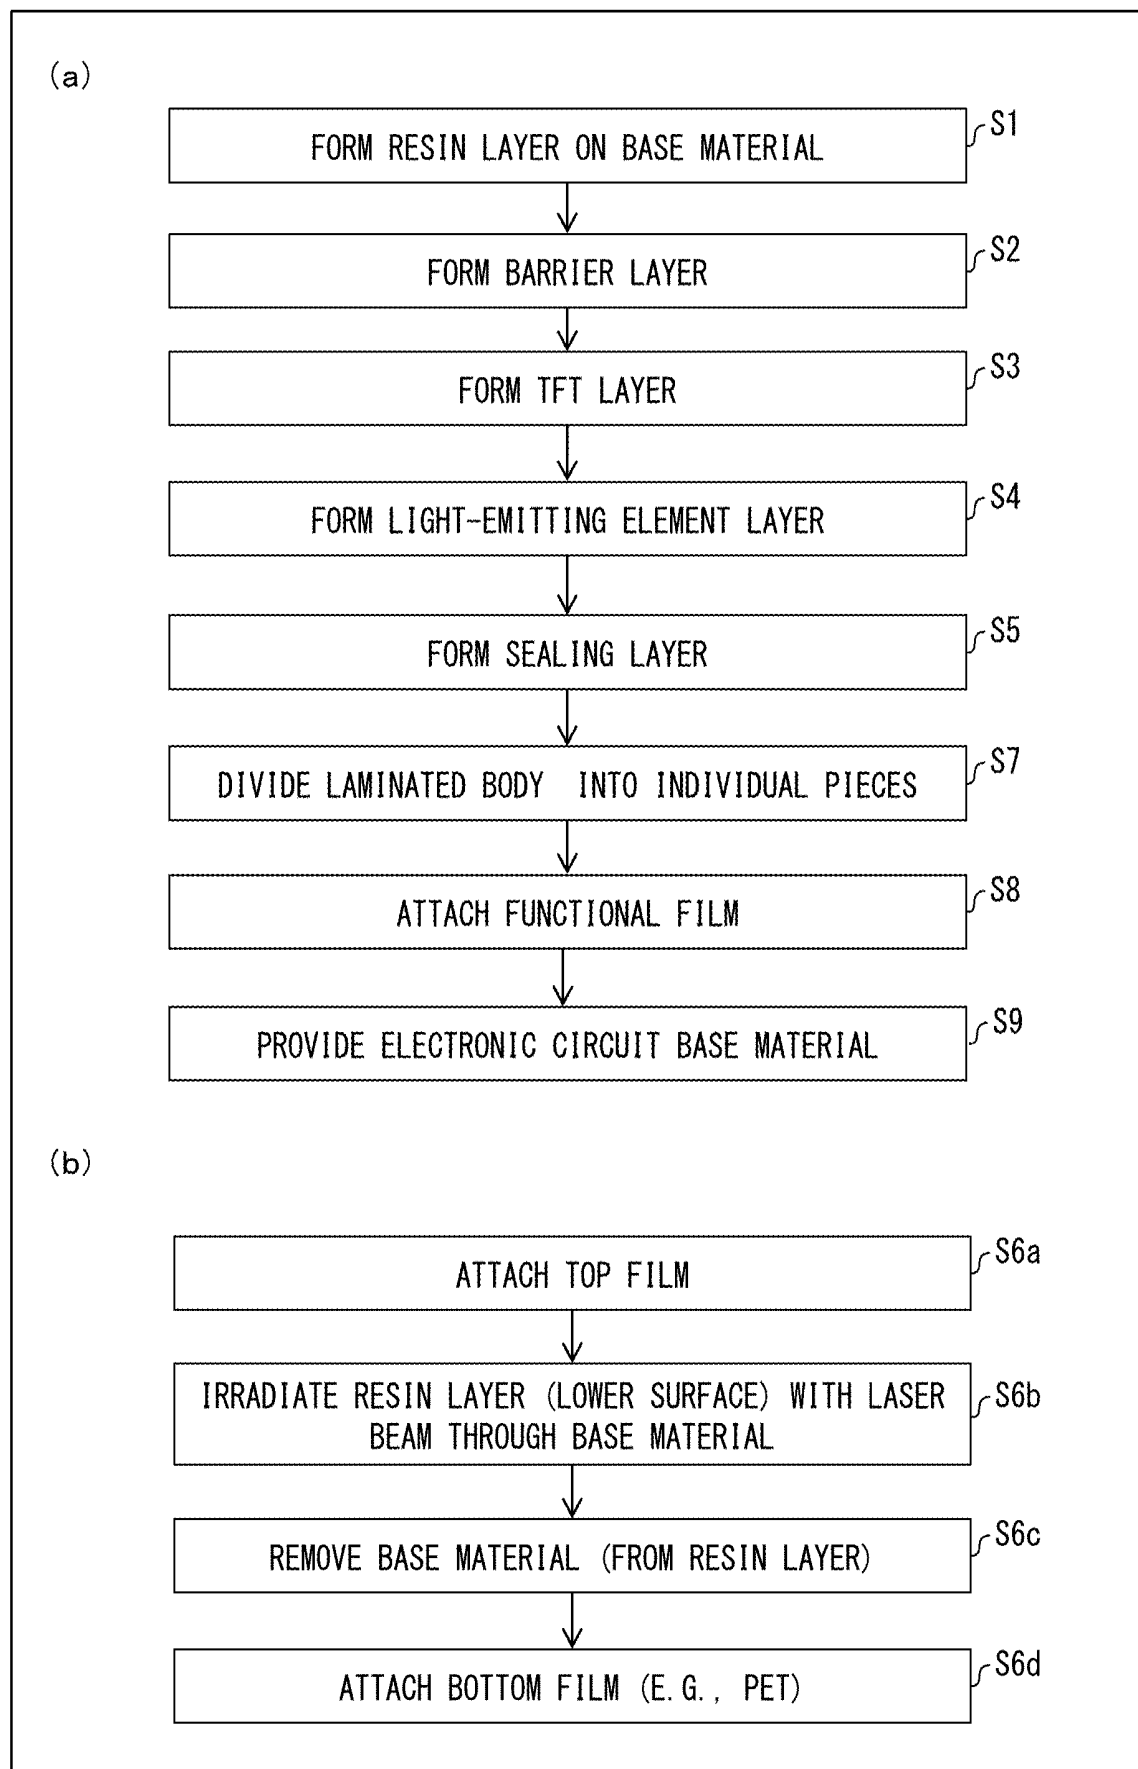 (a)
FORM RESIN LAYER ON BASE MATERIAL
S1
FORM BARRIER LAYER
S2
FORM TFT LAYER
S3
FORM LIGHT-EMITTING ELEMENT LAYER
S4
FORM SEALING LAYER
S5
DIVIDE LAMINATED BODY INTO INDIVIDUAL PIECES
S7
ATTACH FUNCTIONAL FILM
S8
PROVIDE ELECTRONIC CIRCUIT BASE MATERIAL
S9
(b)
ATTACH TOP FILM
S6a
IRRADIATE RESIN LAYER (LOWER SURFACE) WITH LASER
BEAM THROUGH BASE MATERIAL
S6b
REMOVE BASE MATERIAL (FROM RESIN LAYER)
S6c
ATTACH BOTTOM FILM (E.G., PET)
S6d